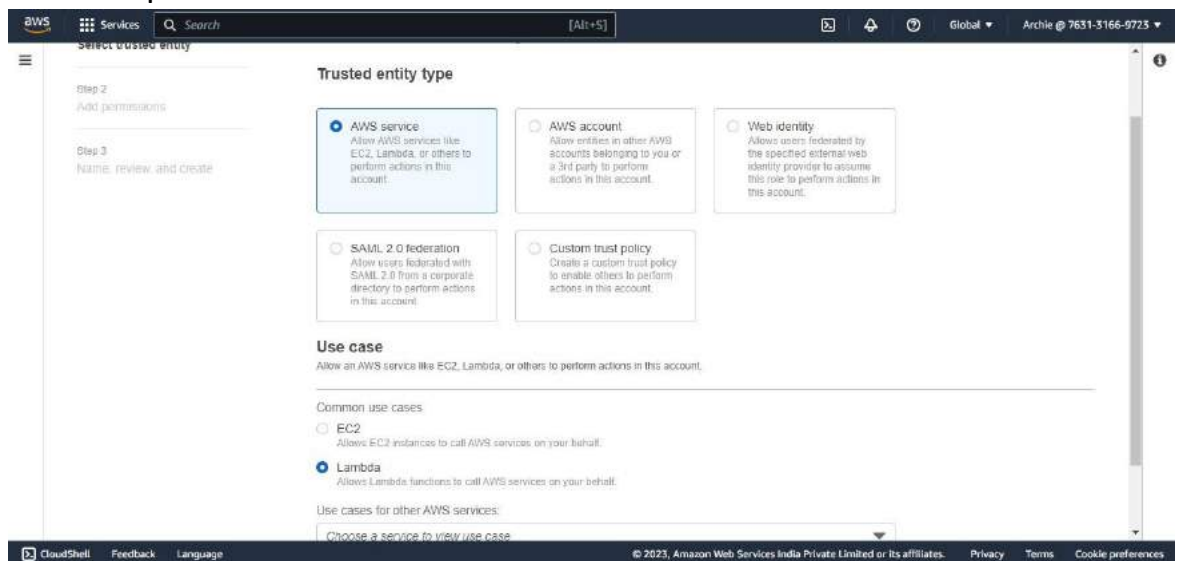 aws Services Search [Alt+S] Global Archie @ 7631-3166-9723
Select trusted entity
Step 2
Add permissions
Step 3
Name, review, and create
Trusted entity type
AWS service
Allow AWS services like
EC2, Lambda, or others to
perform actions in this
account.
AWS account
Allow entities in other AWS
accounts belonging to you or
a 3rd party to perform
actions in this account.
Web identity
Allows users federated by
the specified external web
identity provider to assume
this role to perform actions in
this account.
SAML 2.0 federation
Allow users federated with
SAML 2.0 from a corporate
directory to perform actions
in this account.
Custom trust policy
Create a custom trust policy
to enable others to perform
actions in this account.
Use case
Allow an AWS service like EC2, Lambda, or others to perform actions in this account.
Common use cases
EC2
Allows EC2 instances to call AWS services on your behalf.
Lambda
Allows Lambda functions to call AWS services on your behalf.
Use cases for other AWS services:
Choose a service to view use case
CloudShell Feedback Language © 2023, Amazon Web Services India Private Limited or its affiliates. Privacy Terms Cookie preferences